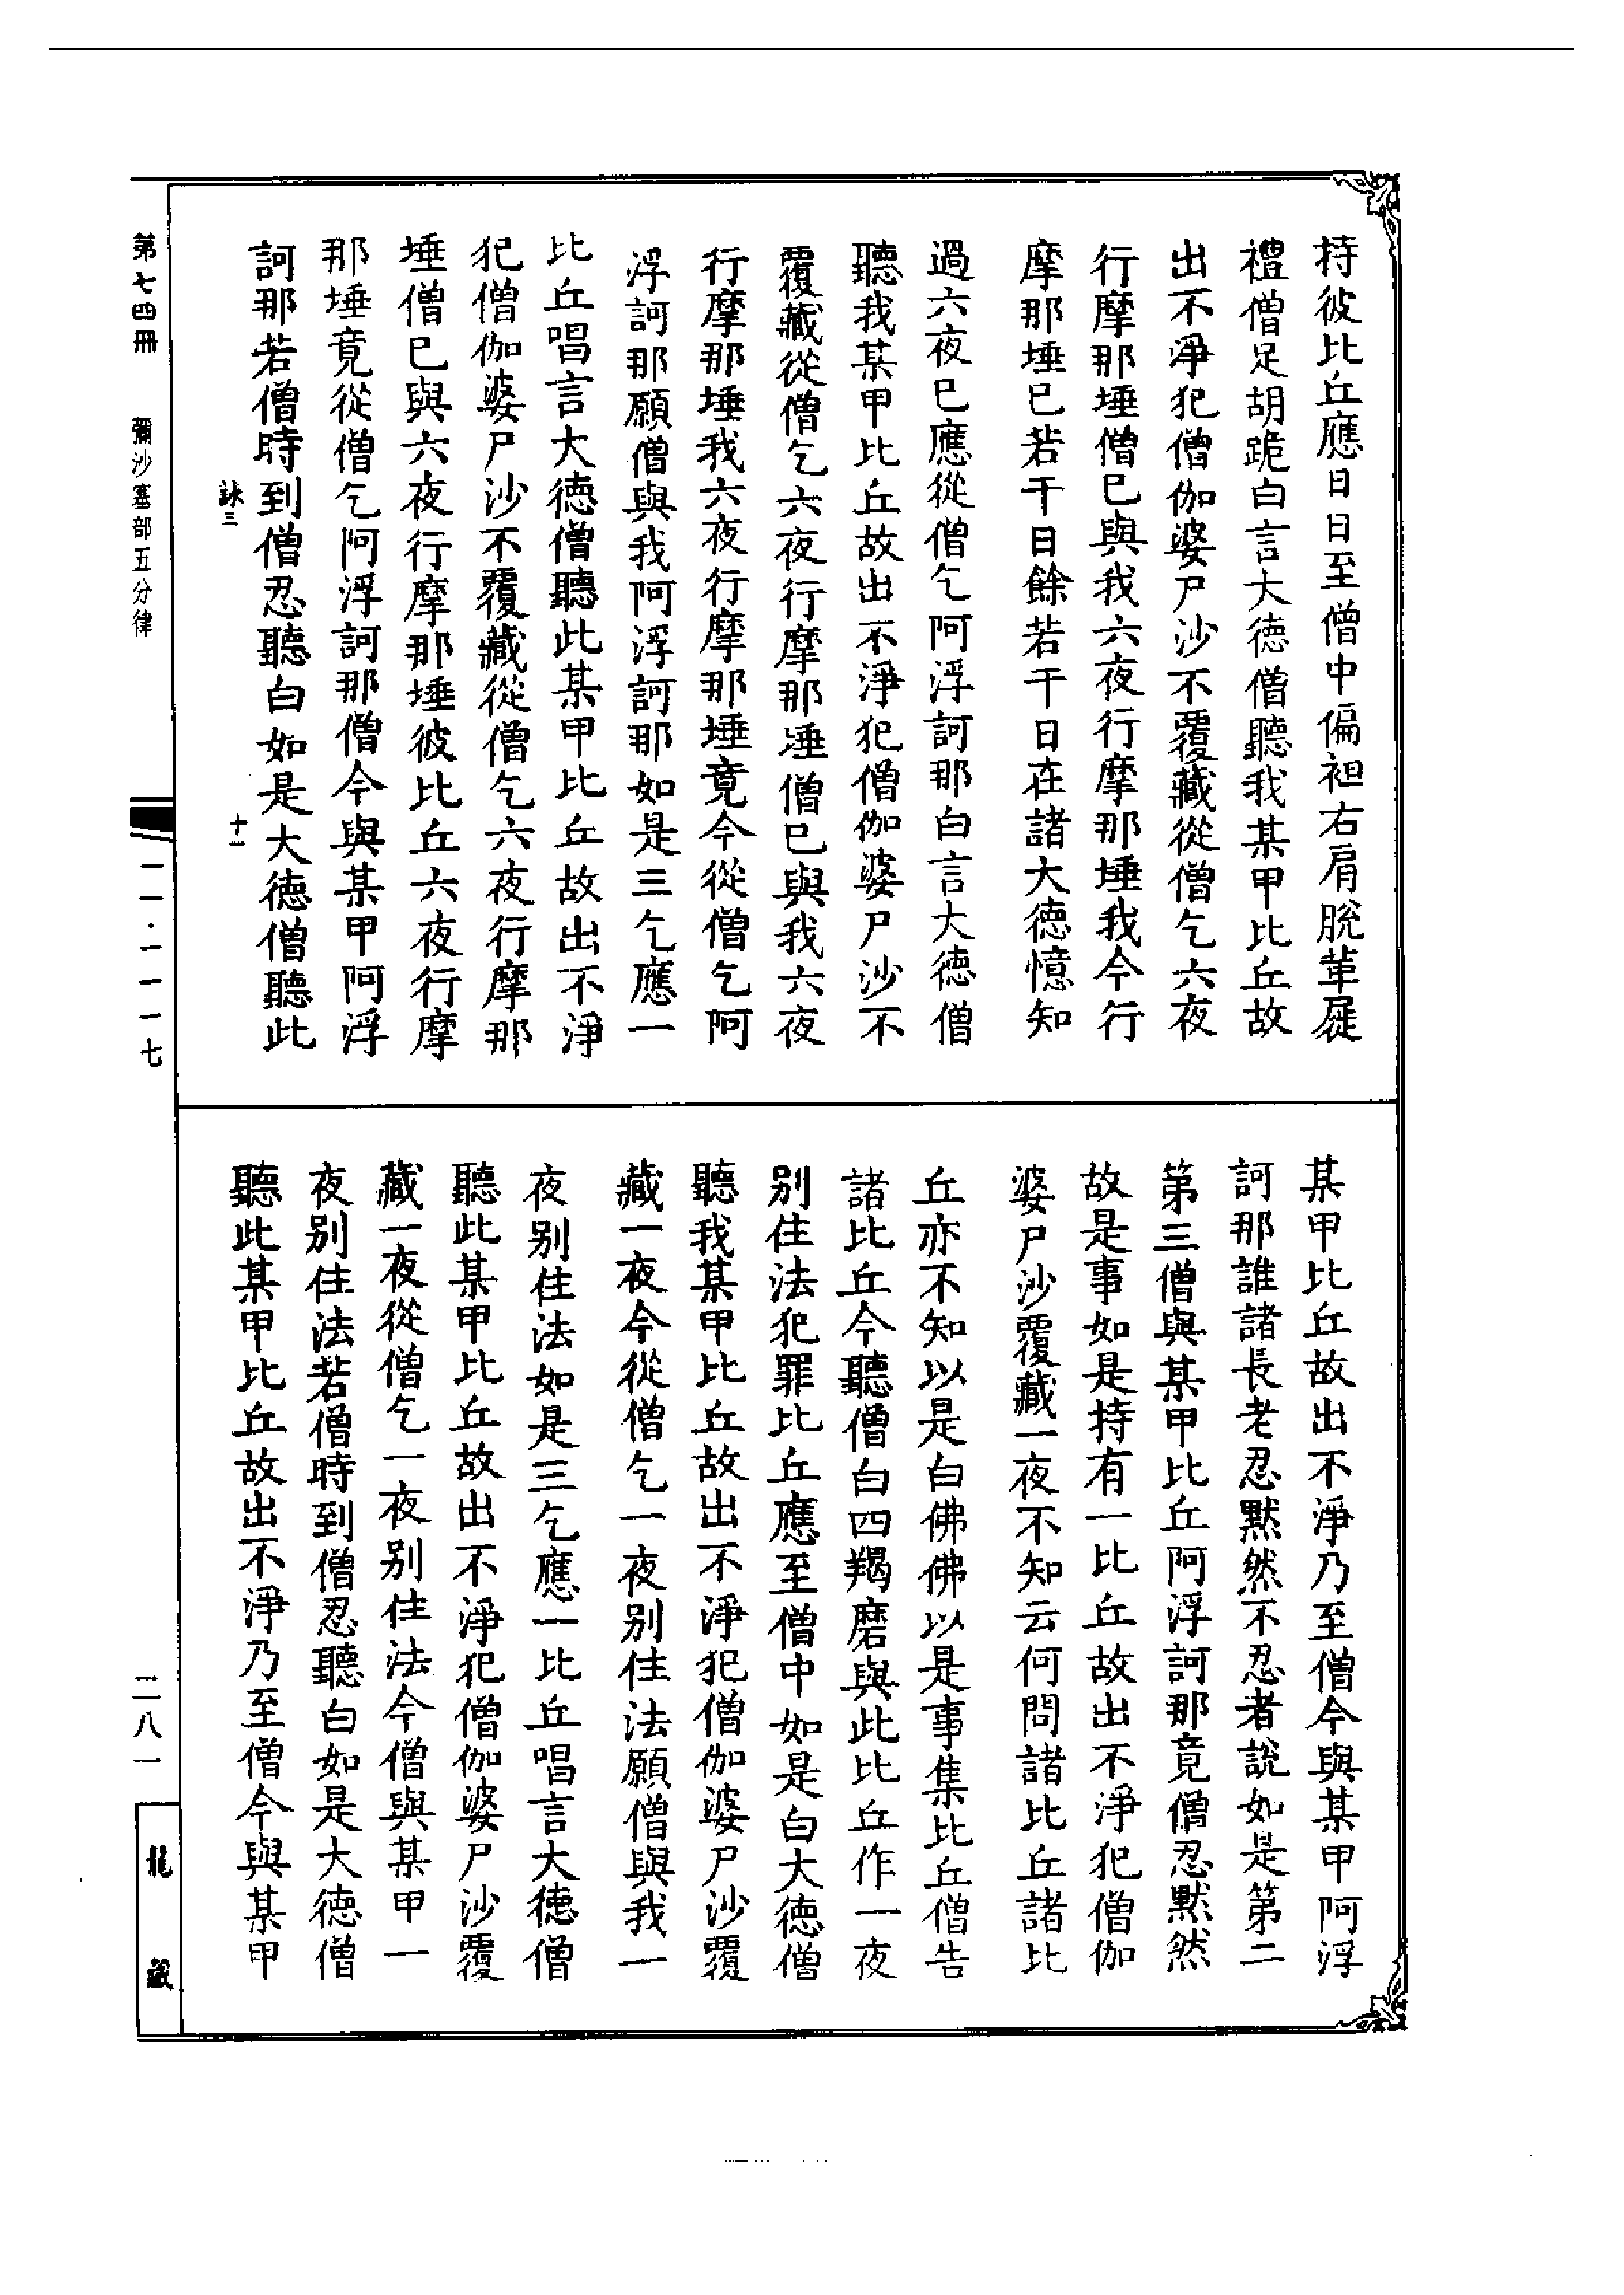 持彼比丘應日日至僧中偏袒右肩脫革屣
禮僧足胡跪白言大德僧聽我某甲比丘故
出不淨犯僧伽婆尸沙不覆藏從僧乞六夜
行摩那埵僧已與我六夜行摩那埵我今行
摩那埵已若干日餘若干日在諸大德憶知
過六夜已應從僧乞阿浮訶那白言大德僧
聽我某甲比丘故出不淨犯僧伽婆尸沙不
覆藏從僧乞六夜行摩那埵僧已與我六夜
行摩那埵我六夜行摩那埵竟今從僧乞阿
浮訶那願僧與我阿浮訶那如是三乞應一
比丘唱言大德僧聽此某甲比丘故出不淨
犯僧伽婆尸沙不覆藏從僧乞六夜行摩那
埵僧已與六夜行摩那埵彼比丘六夜行摩
那埵竟從僧乞阿浮訶那僧今與某甲阿浮
訶那若僧時到僧忍聽白如是大德僧聽此
詠三 十一
某甲比丘故出不淨乃至僧今與某甲阿浮
訶那誰諸長老忍默然不忍者說如是第二
第三僧與某甲比丘阿浮訶那竟僧忍默然
故是事如是持有一比丘故出不淨犯僧伽
婆尸沙覆藏一夜不知云何問諸比丘諸比
丘亦不知以是白佛佛以是事集比丘僧告
諸比丘今聽僧白四羯磨與此比丘作一夜
別住法犯罪比丘應至僧中如是白大德僧
聽我某甲比丘故出不淨犯僧伽婆尸沙覆
藏一夜今從僧乞一夜別住法願僧與我一
夜別住法如是三乞應一比丘唱言大德僧
聽此某甲比丘故出不淨犯僧伽婆尸沙覆
藏一夜從僧乞一夜別住法今僧與某甲一
夜別住法若僧時到僧忍聽白如是大德僧
聽此某甲比丘故出不淨乃至僧今與某甲
第七四冊 彌沙塞部五分律
一一·一一一七
二八一
龍藏